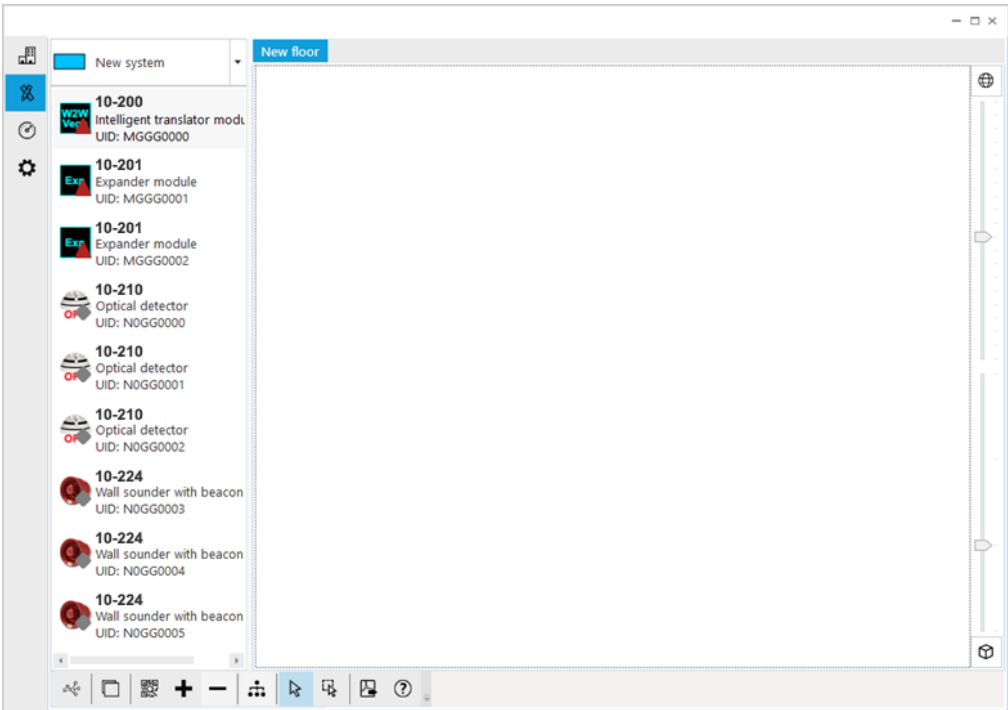 New system
New floor
10-200
Intelligent translator modu
UID: MGGG0000
W2W
10-201
Expander module
UID: MGGG0001
Exp
10-201
Expander module
UID: MGGG0002
Exp
10-210
Optical detector
UID: N0GG0000
10-210
Optical detector
UID: N0GG0001
10-210
Optical detector
UID: N0GG0002
10-224
Wall sounder with beacon
UID: N0GG0003
10-224
Wall sounder with beacon
UID: N0GG0004
10-224
Wall sounder with beacon
UID: N0GG0005